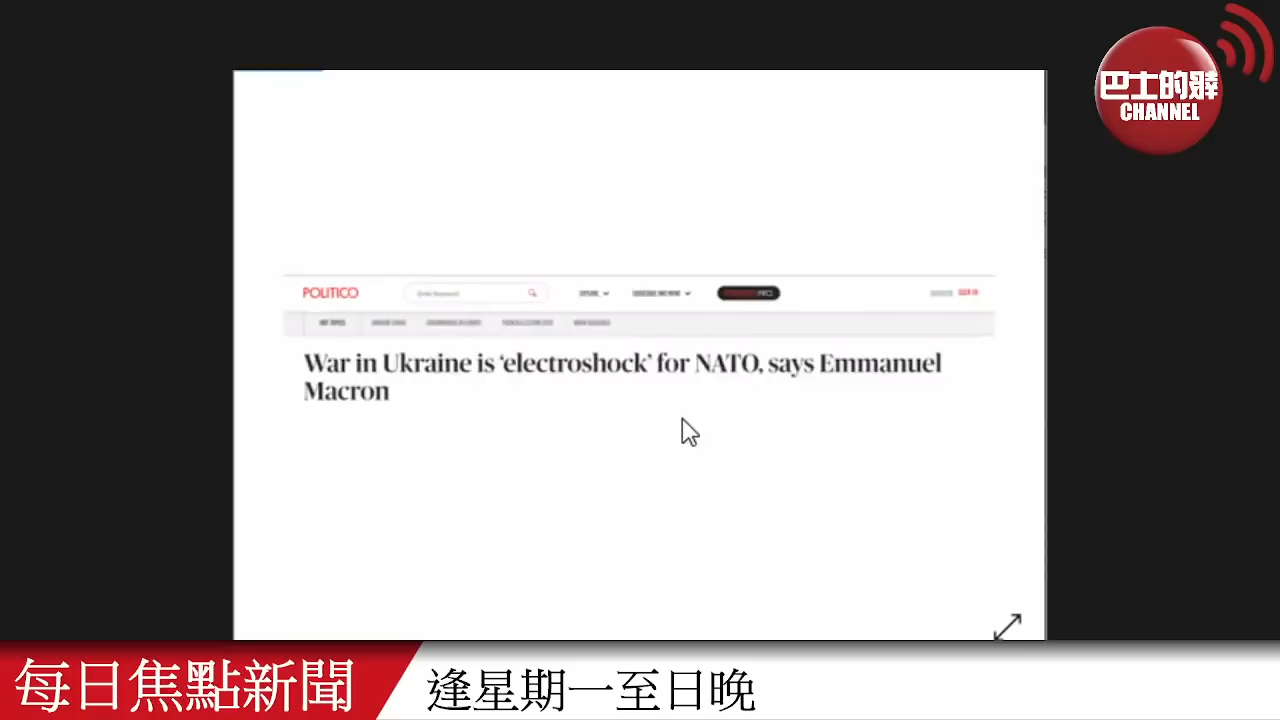 巴士的報
CHANNEL
POLITICO
War in Ukraine is ‘electroshock’ for NATO, says Emmanuel
Macron
每日焦點新聞
逢星期一至日晚